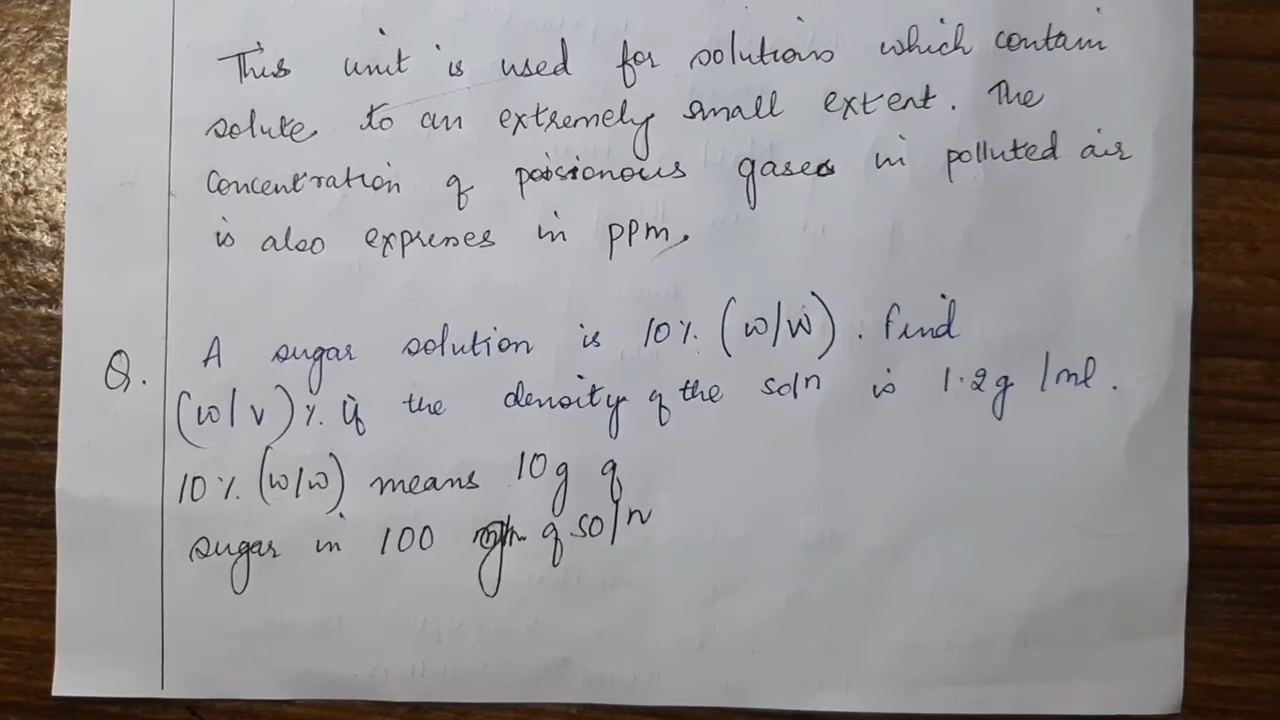 This unit is used for solutions which contain
solute to an extremely small extent. The
concentration of poisionous gases in polluted air
is also expresses in ppm.
Q. A sugar solution is 10% (w/w). Find
(w/v)% if the density of the soln is 1.2g/ml.
10% (w/w) means 10g of
sugar in 100 of soln